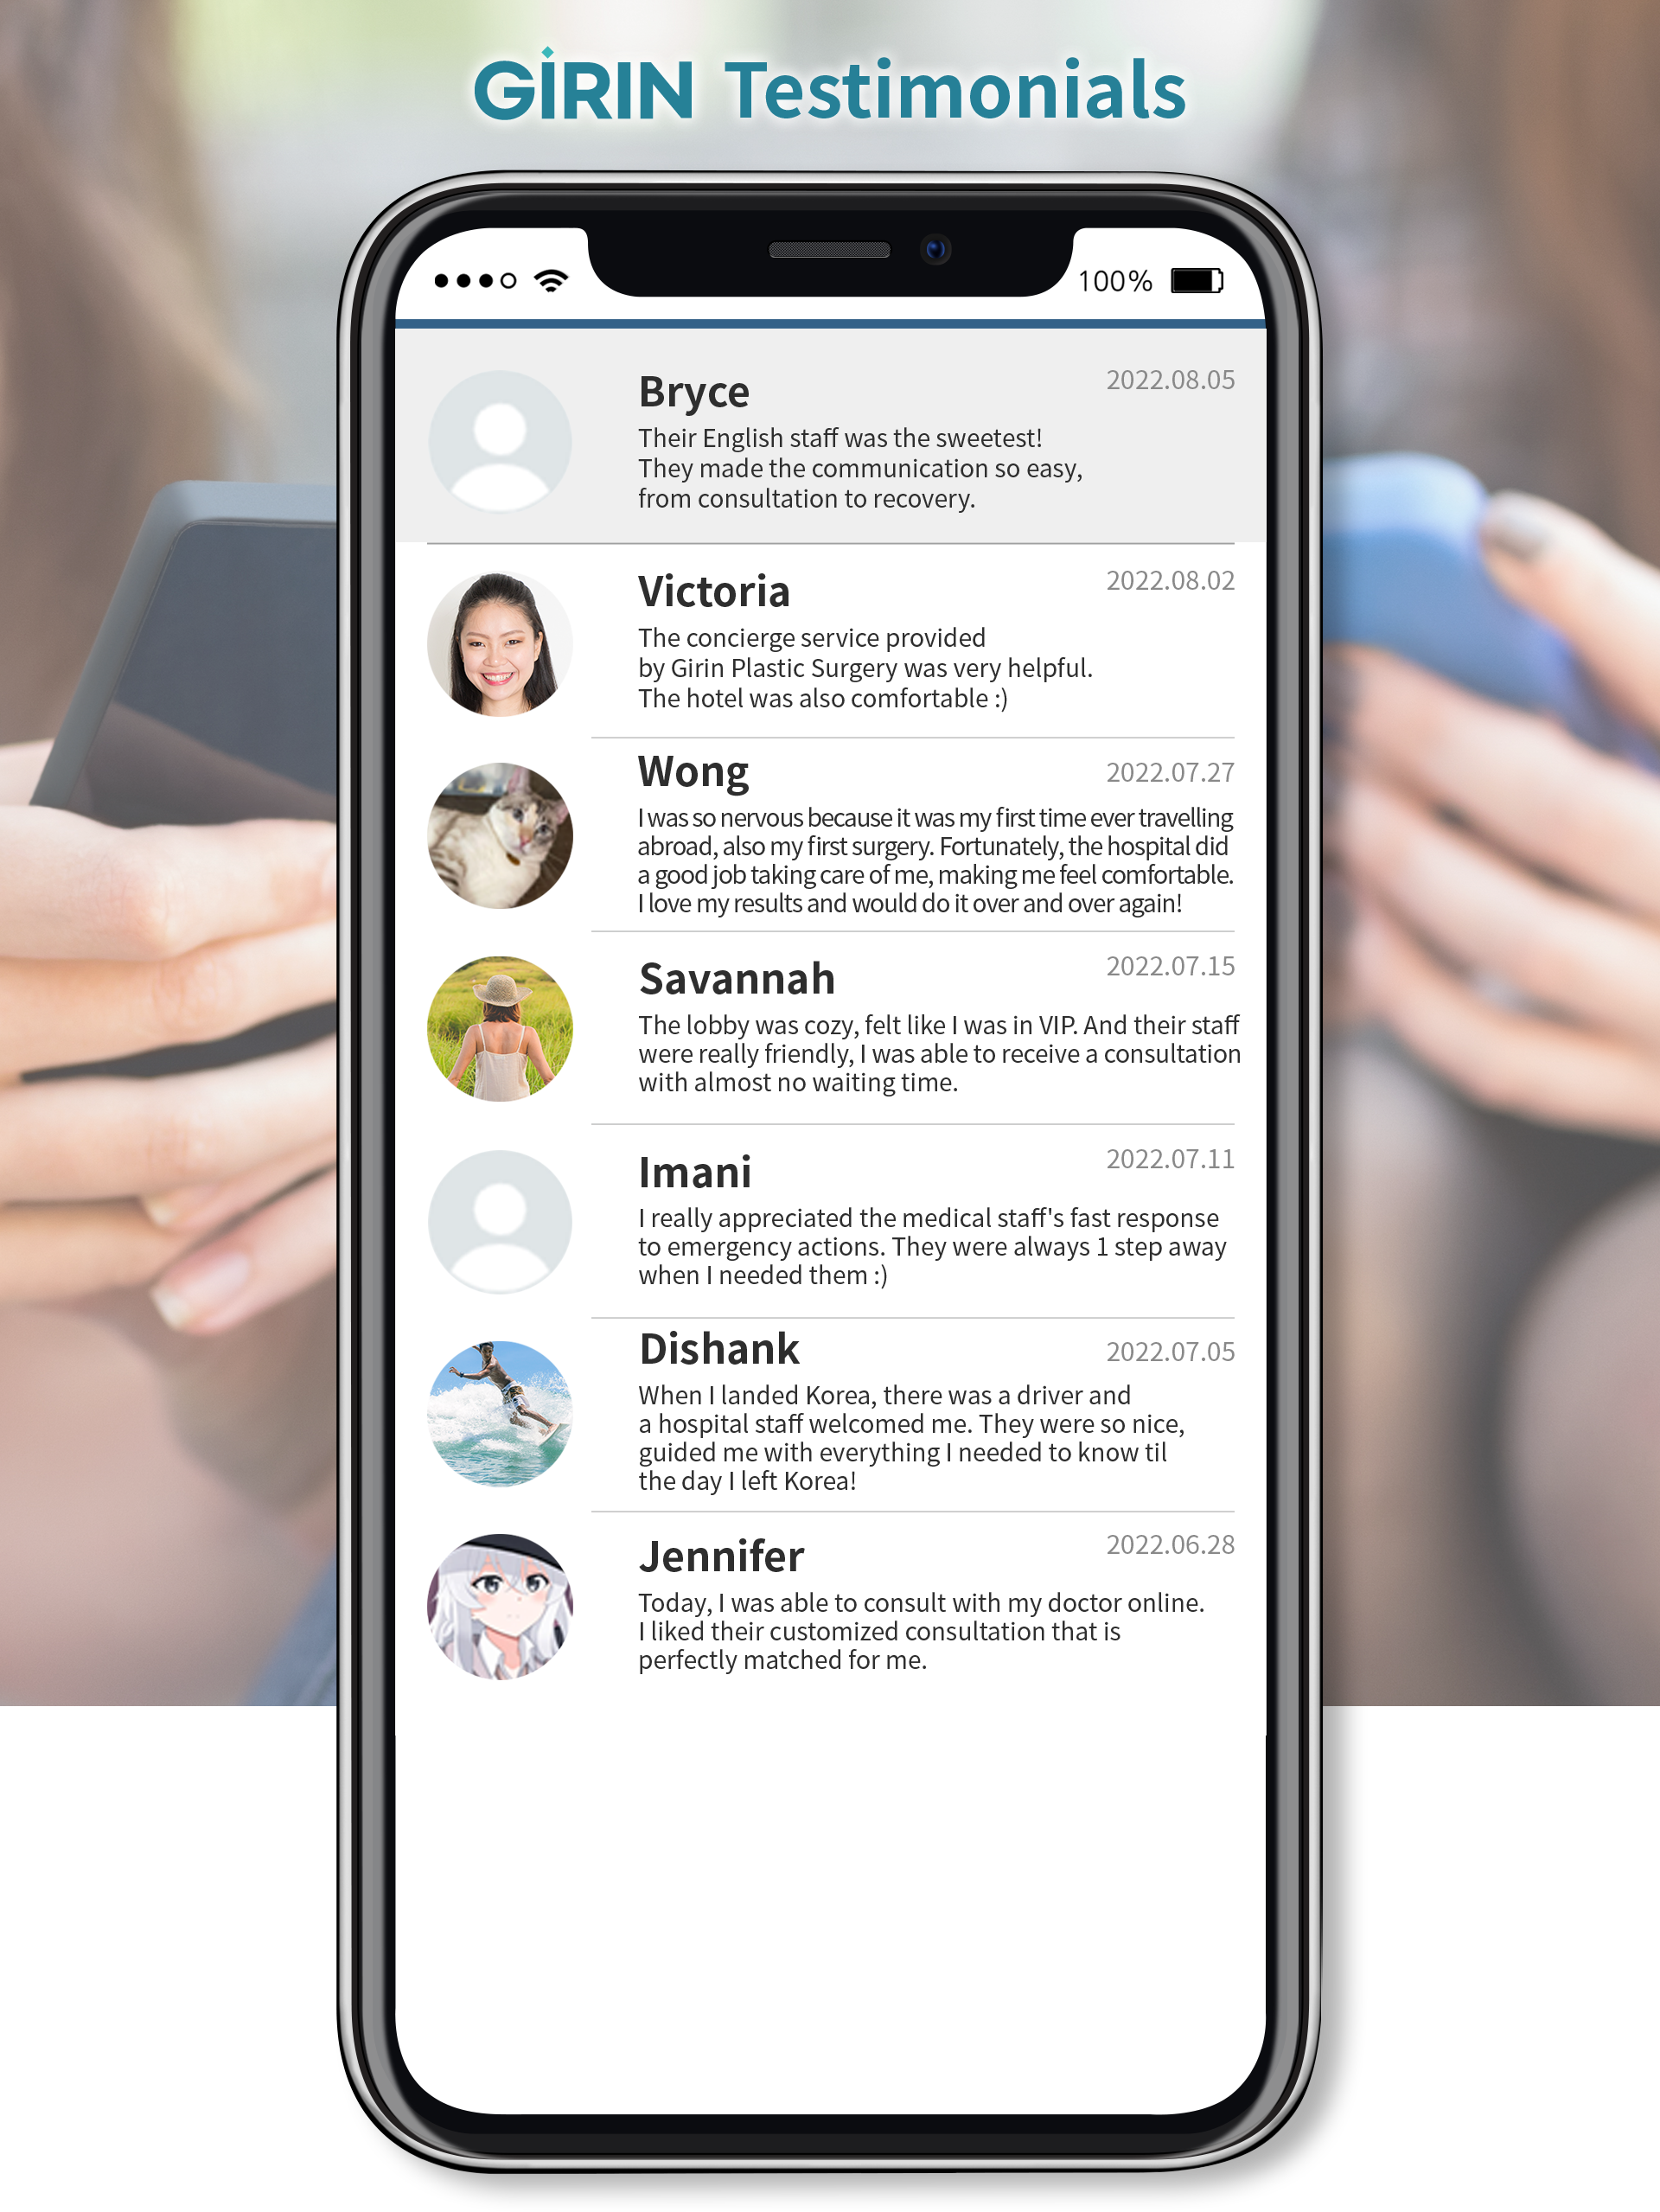 GIRIN Testimonials
100%
Bryce
2022.08.05
Their English staff was the sweetest!
They made the communication so easy,
from consultation to recovery.
Victoria
2022.08.02
The concierge service provided
by Girin Plastic Surgery was very helpful.
The hotel was also comfortable :)
Wong
2022.07.27
I was so nervous because it was my first time ever travelling
abroad, also my first surgery. Fortunately, the hospital did
a good job taking care of me, making me feel comfortable.
I love my results and would do it over and over again!
Savannah
2022.07.15
The lobby was cozy, felt like I was in VIP. And their staff
were really friendly, I was able to receive a consultation
with almost no waiting time.
Imani
2022.07.11
I really appreciated the medical staff's fast response
to emergency actions. They were always 1 step away
when I needed them :)
Dishank
2022.07.05
When I landed Korea, there was a driver and
a hospital staff welcomed me. They were so nice,
guided me with everything I needed to know til
the day I left Korea!
Jennifer
2022.06.28
Today, I was able to consult with my doctor online.
I liked their customized consultation that is
perfectly matched for me.